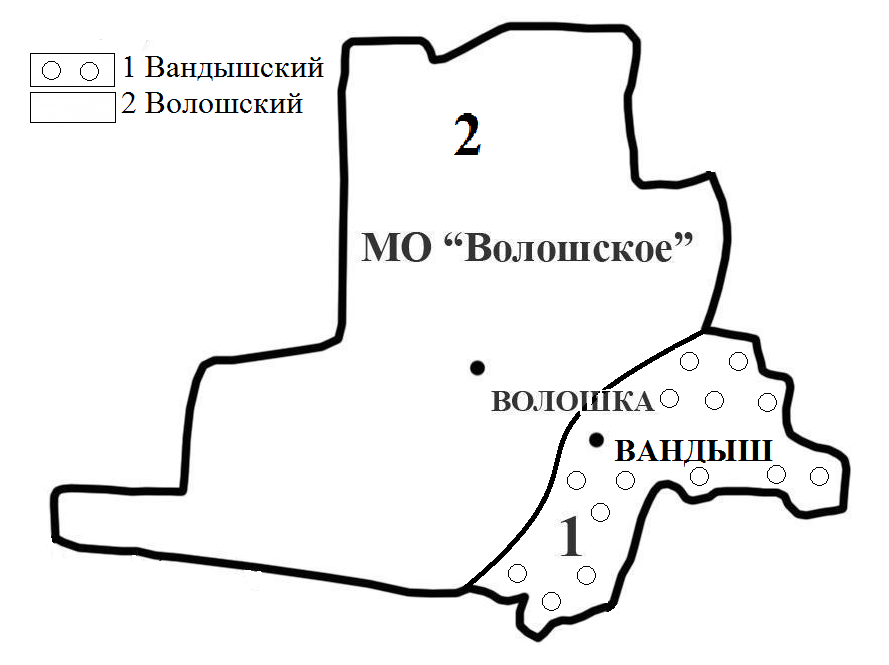 1 Вандышский
2 Волошский
2
МО “Волошское”
ВОЛОШКА
ВАНДЫШ
1